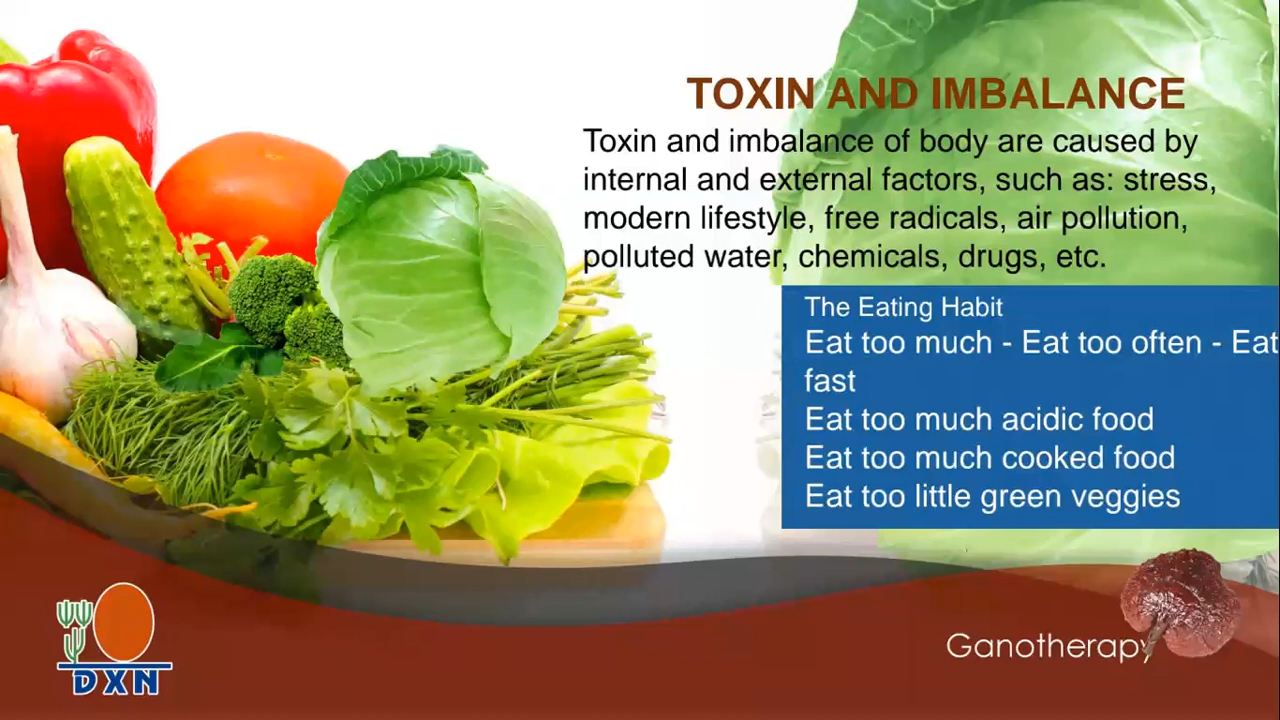 TOXIN AND IMBALANCE
Toxin and imbalance of body are caused by
internal and external factors, such as: stress,
modern lifestyle, free radicals, air pollution,
polluted water, chemicals, drugs, etc.
The Eating Habit
Eat too much - Eat too often - Eat
fast
Eat too much acidic food
Eat too much cooked food
Eat too little green veggies
DXN
Ganotherapy